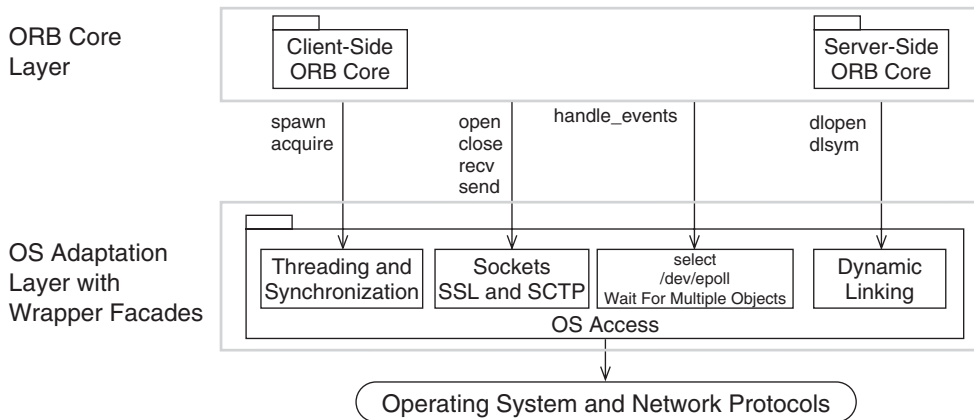 ORB Core
Layer
Client-Side
ORB Core
Server-Side
ORB Core
spawn
acquire
open
close
recv
send
handle_events
dlopen
dlsym
OS Adaptation
Layer with
Wrapper Facades
Threading and
Synchronization
Sockets
SSL and SCTP
select
/dev/epoll
Wait For Multiple Objects
Dynamic
Linking
OS Access
Operating System and Network Protocols